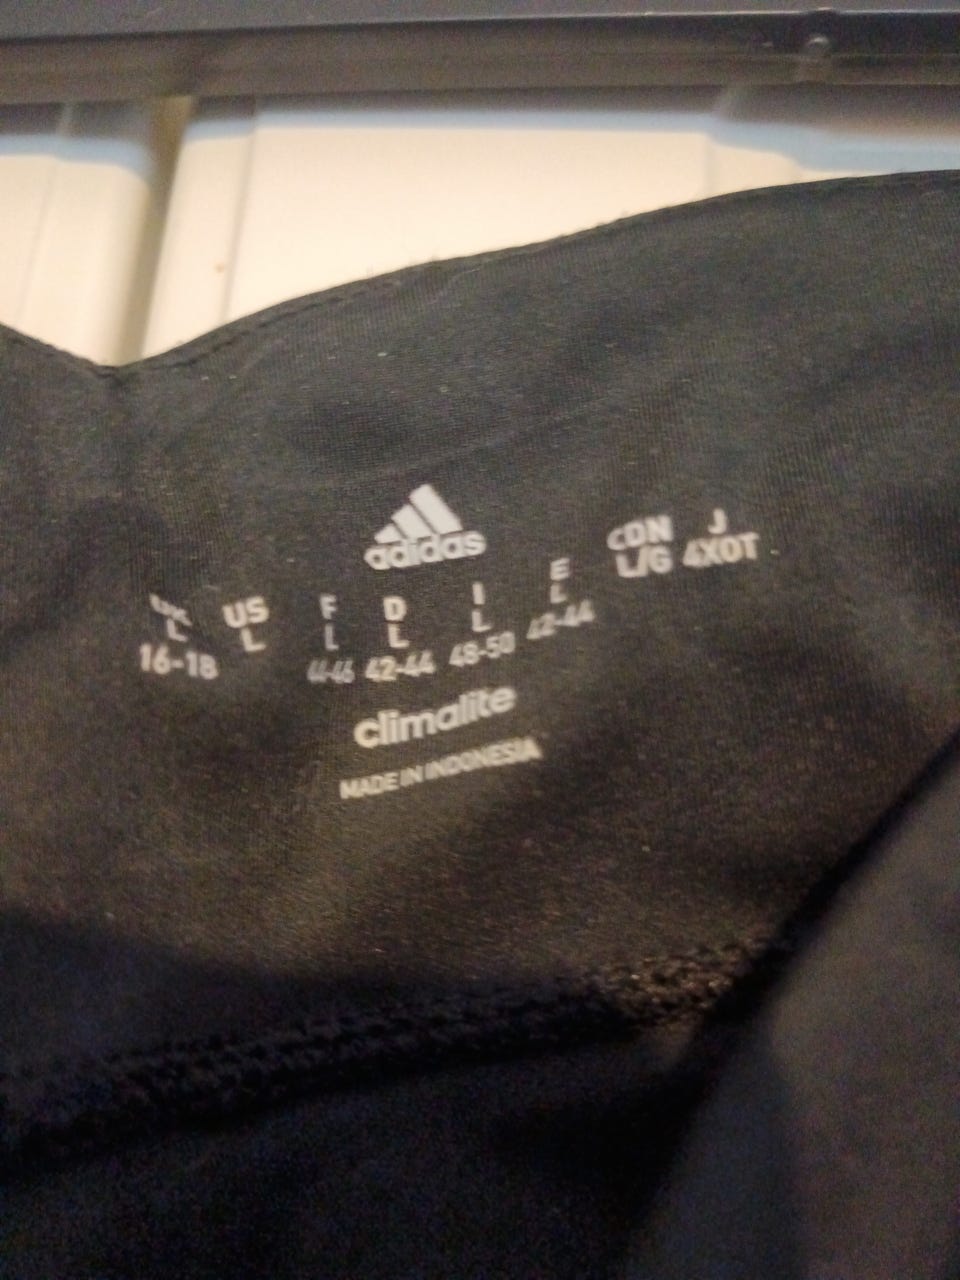 adidas
UK US F D I E CDN J
L L L L L L L/G 4XOT
16-18 44-46 42-44 48-50 42-44
climalite
MADE IN INDONESIA